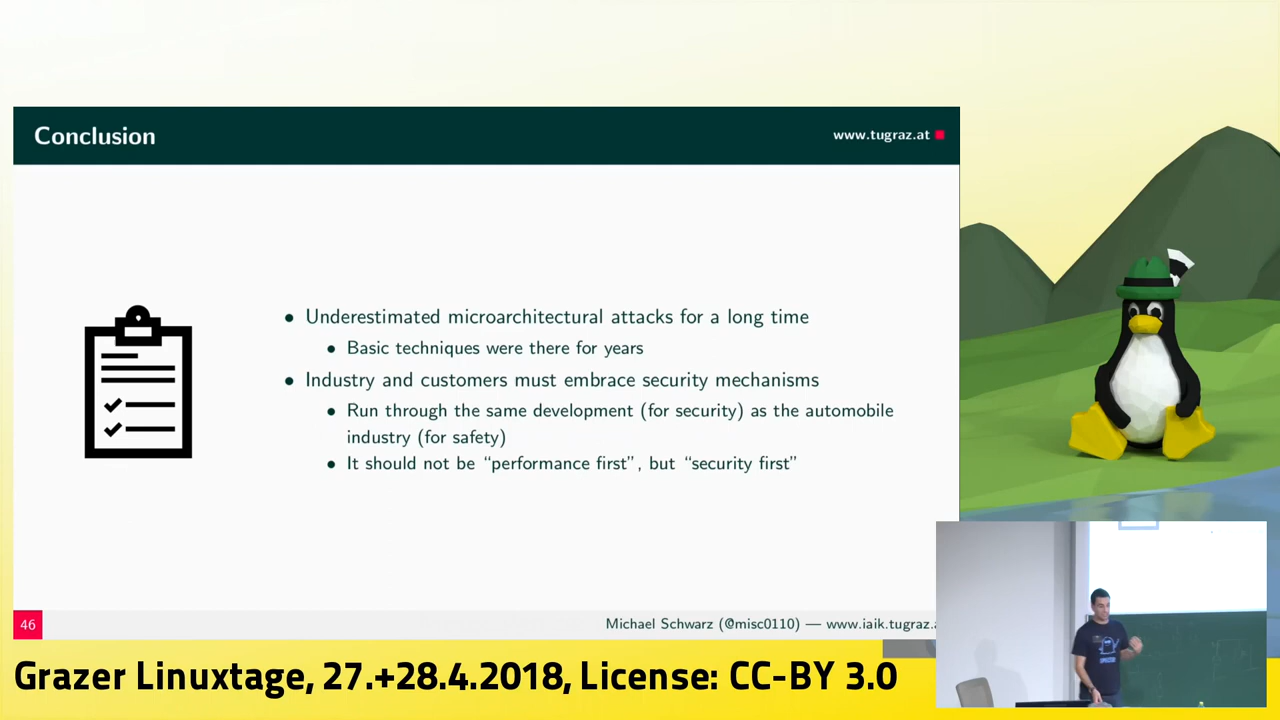 Conclusion
www.tugraz.at
• Underestimated microarchitectural attacks for a long time
• Basic techniques were there for years
• Industry and customers must embrace security mechanisms
• Run through the same development (for security) as the automobile
industry (for safety)
• It should not be “performance first”, but “security first”
46
Michael Schwarz (@misc0110) — www.iaik.tugraz.a
Grazer Linuxtage, 27.+28.4.2018, License: CC-BY 3.0